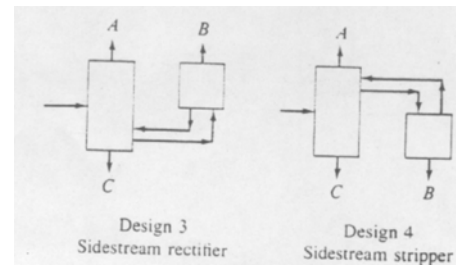 A
B
C
Design 3
Sidestream rectifier
A
C
B
Design 4
Sidestream stripper